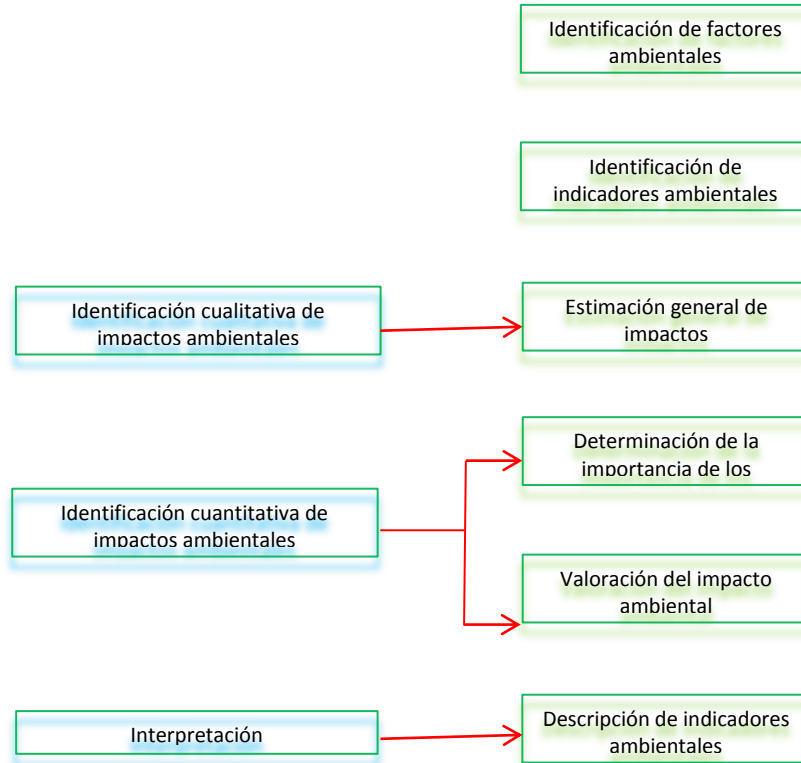 Identificación de factores
ambientales
Identificación de
indicadores ambientales
Identificación cualitativa de
impactos ambientales
Estimación general de
impactos
Determinación de la
importancia de los
Identificación cuantitativa de
impactos ambientales
Valoración del impacto
ambiental
Interpretación
Descripción de indicadores
ambientales